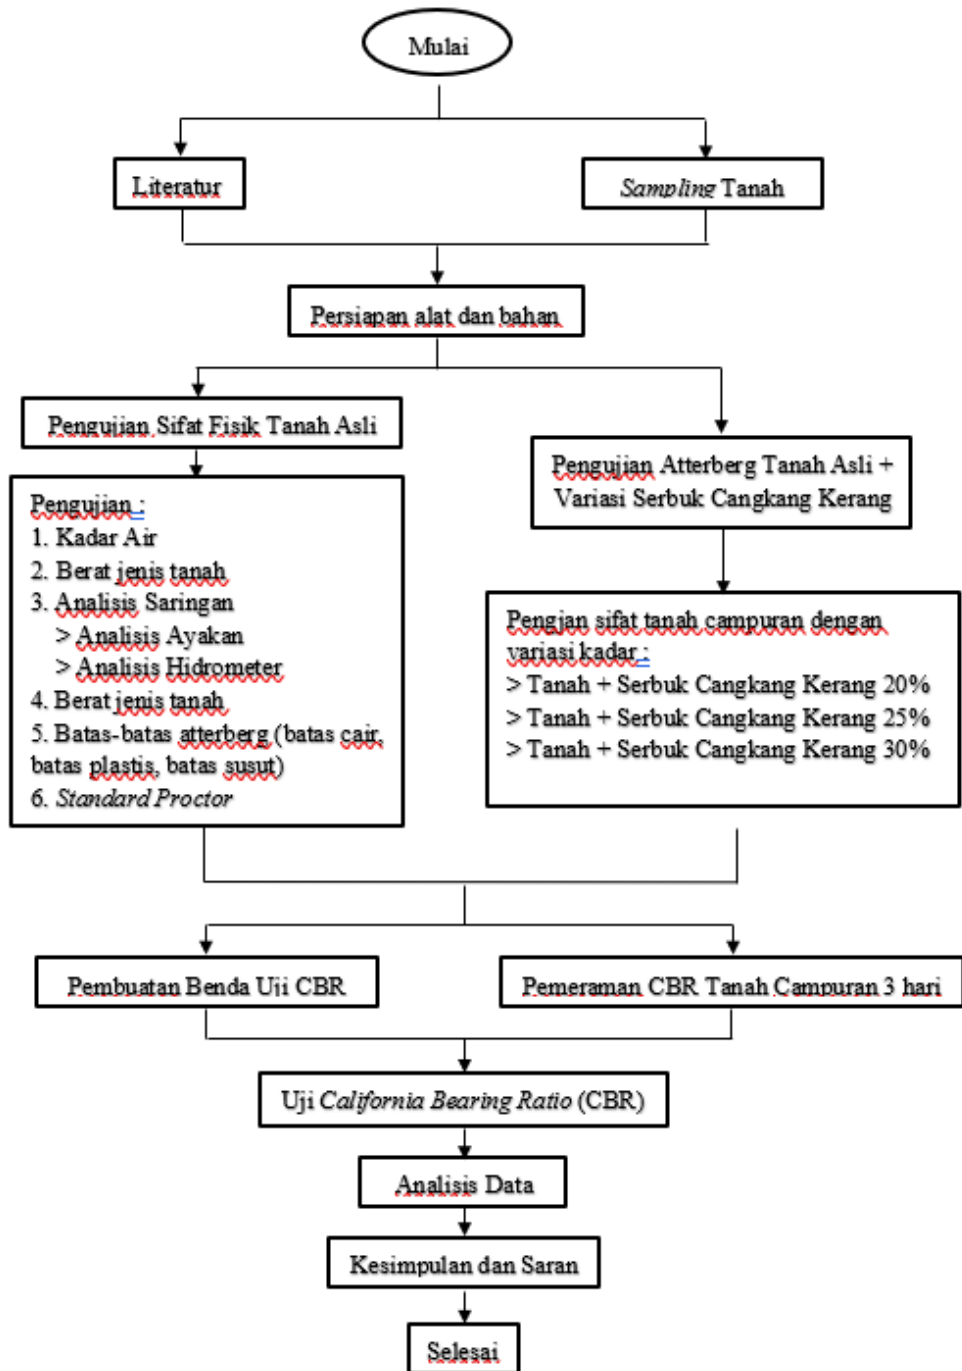 Mulai
Literatur
Sampling Tanah
Persiapan alat dan bahan
Pengujian Sifat Fisik Tanah Asli
Pengujian :
1. Kadar Air
2. Berat jenis tanah
3. Analisis Saringan
> Analisis Ayakan
> Analisis Hidrometer
4. Berat jenis tanah
5. Batas-batas atterberg (batas cair,
batas plastis, batas susut)
6. Standard Proctor
Pengujian Atterberg Tanah Asli +
Variasi Serbuk Cangkang Kerang
Pengjan sifat tanah campuran dengan
variasi kadar :
> Tanah + Serbuk Cangkang Kerang 20%
> Tanah + Serbuk Cangkang Kerang 25%
> Tanah + Serbuk Cangkang Kerang 30%
Pembuatan Benda Uji CBR
Pemeraman CBR Tanah Campuran 3 hari
Uji California Bearing Ratio (CBR)
Analisis Data
Kesimpulan dan Saran
Selesai